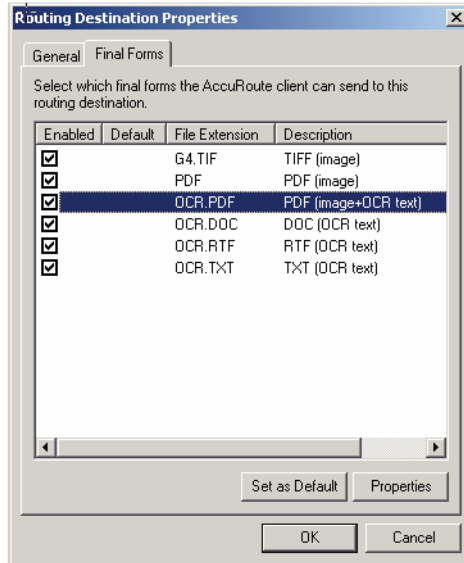 Routing Destination Properties
General Final Forms
Select which final forms the AccuRoute client can send to this
routing destination.
Enabled Default File Extension Description
G4.TIF TIFF (image)
PDF PDF (image)
OCR.PDF PDF (image+OCR text)
OCR.DOC DOC (OCR text)
OCR.RTF RTF (OCR text)
OCR.TXT TXT (OCR text)
Set as Default Properties
OK Cancel